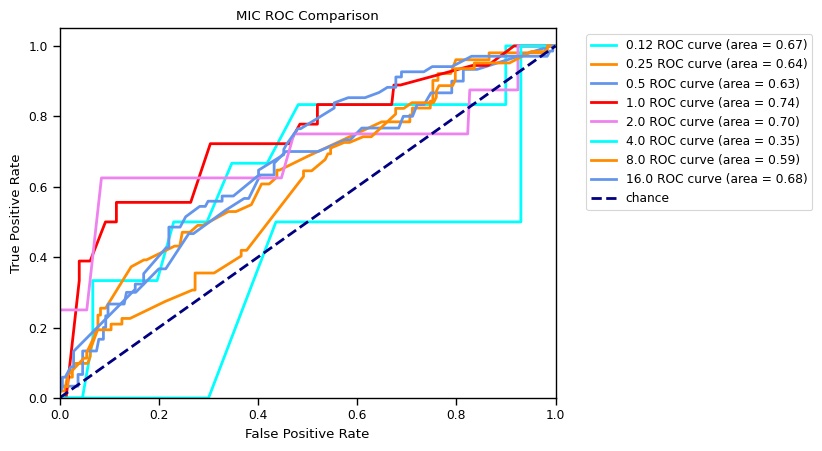 MIC ROC Comparison
True Positive Rate
1.0
0.8
0.6
0.4
0.2
0.0
0.0 0.2 0.4 0.6 0.8 1.0
False Positive Rate
0.12 ROC curve (area = 0.67)
0.25 ROC curve (area = 0.64)
0.5 ROC curve (area = 0.63)
1.0 ROC curve (area = 0.74)
2.0 ROC curve (area = 0.70)
4.0 ROC curve (area = 0.35)
8.0 ROC curve (area = 0.59)
16.0 ROC curve (area = 0.68)
chance